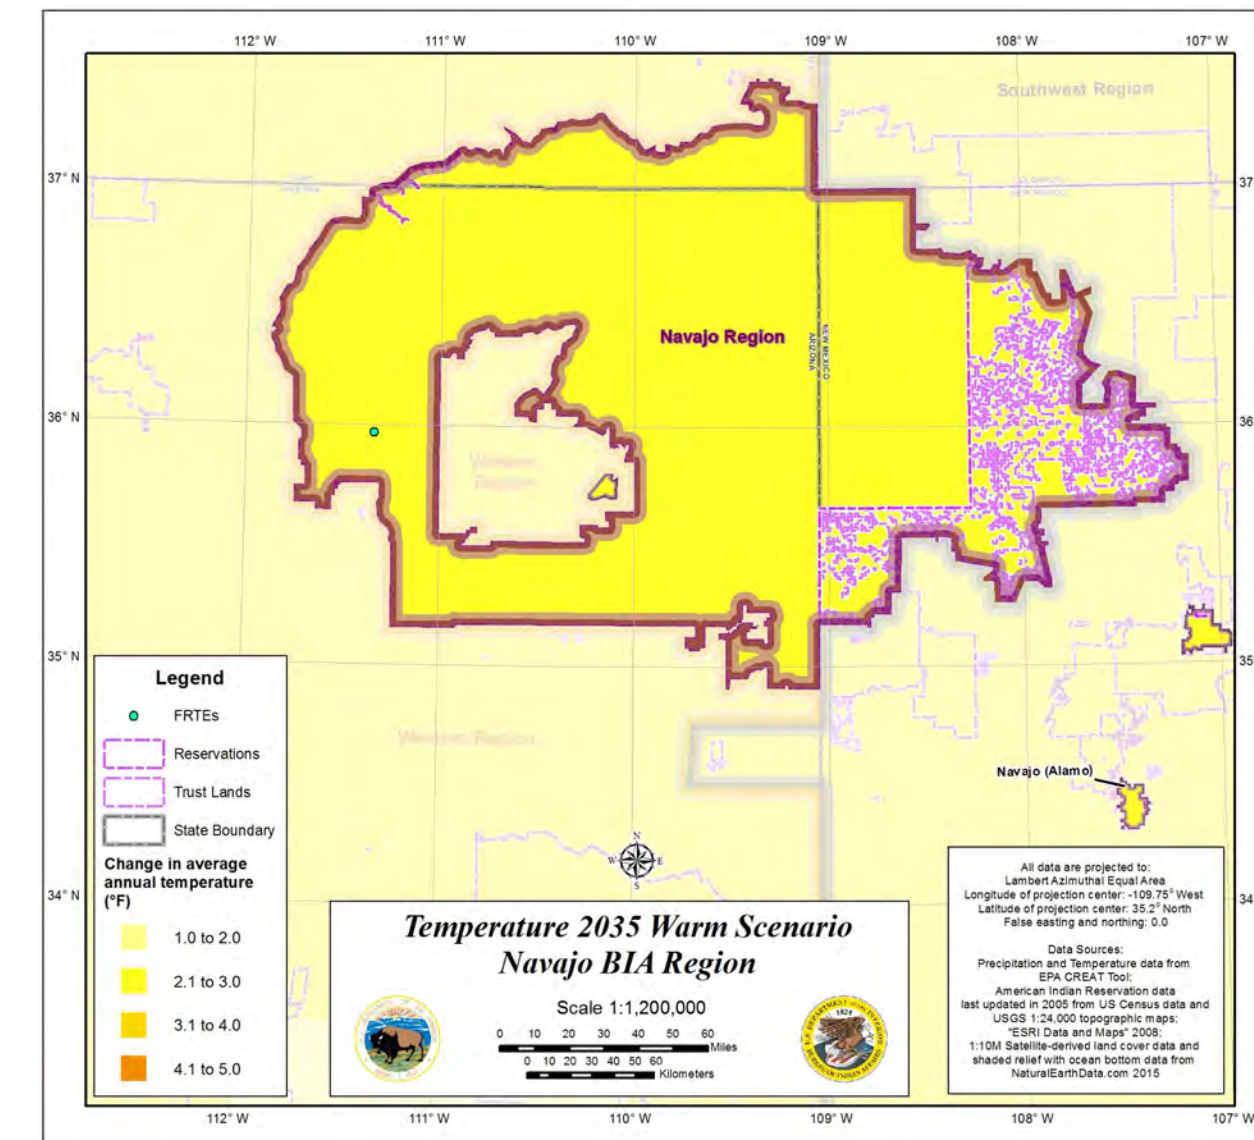 112° W 111° W 110° W 109° W 108° W 107° W
Southwest Region
37° N
37
Navajo Region
NEW MEXICO
ARIZONA
36° N
36
Western
Region
35° N
35
Legend
FRTEs
Reservations
Trust Lands
State Boundary
Change in average
annual temperature
(°F)
1.0 to 2.0
2.1 to 3.0
3.1 to 4.0
4.1 to 5.0
Western Region
Navajo (Alamo)
N
W E
S
34° N
34
Temperature 2035 Warm Scenario
Navajo BIA Region
Scale 1:1,200,000
0 10 20 30 40 50 60
Miles
0 10 20 30 40 50 60
Kilometers
U.S. DEPARTMENT of the INTERIOR
1824
BUREAU OF INDIAN AFFAIRS
All data are projected to:
Lambert Azimuthal Equal Area
Longitude of projection center: -109.75° West
Latitude of projection center: 35.2° North
False easting and northing: 0.0
Data Sources:
Precipitation and Temperature data from
EPA CREAT Tool;
American Indian Reservation data
last updated in 2005 from US Census data and
USGS 1:24,000 topographic maps;
"ESRI Data and Maps" 2008;
1:10M Satellite-derived land cover data and
shaded relief with ocean bottom data from
NaturalEarthData.com 2015
112° W 111° W 110° W 109° W 108° W 107° W